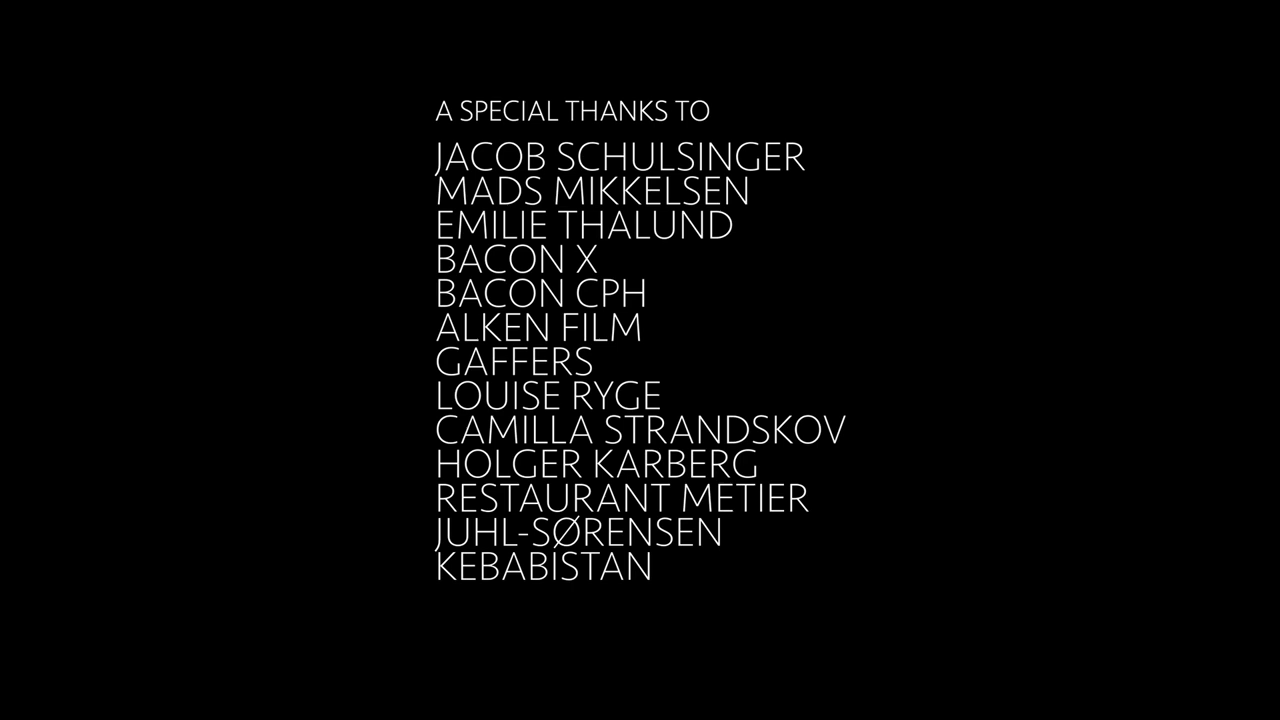 A SPECIAL THANKS TO
JACOB SCHULSINGER
MADS MIKKELSEN
EMILIE THALUND
BACON X
BACON CPH
ALKEN FILM
GAFFERS
LOUISE RYGE
CAMILLA STRANDSKOV
HOLGER KARBERG
RESTAURANT METIER
JUHL-SØRENSEN
KEBABISTAN